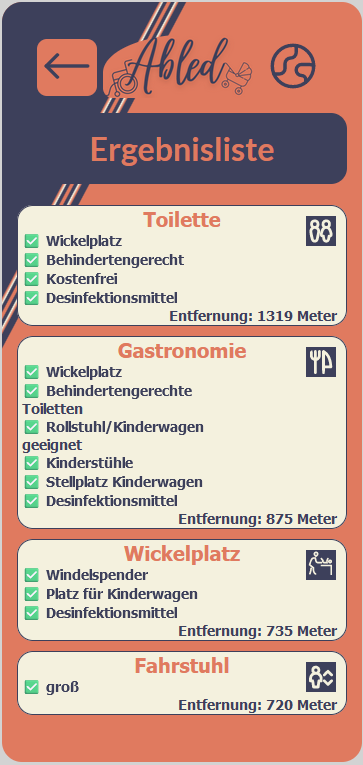 Abled
Ergebnisliste
Toilette
Wickelplatz
Behindertengerecht
Kostenfrei
Desinfektionsmittel
Entfernung: 1319 Meter
Gastronomie
Wickelplatz
Behindertengerechte
Toiletten
Rollstuhl/Kinderwagen
geeignet
Kinderstühle
Stellplatz Kinderwagen
Desinfektionsmittel
Entfernung: 875 Meter
Wickelplatz
Windelspender
Platz für Kinderwagen
Desinfektionsmittel
Entfernung: 735 Meter
Fahrstuhl
groß
Entfernung: 720 Meter